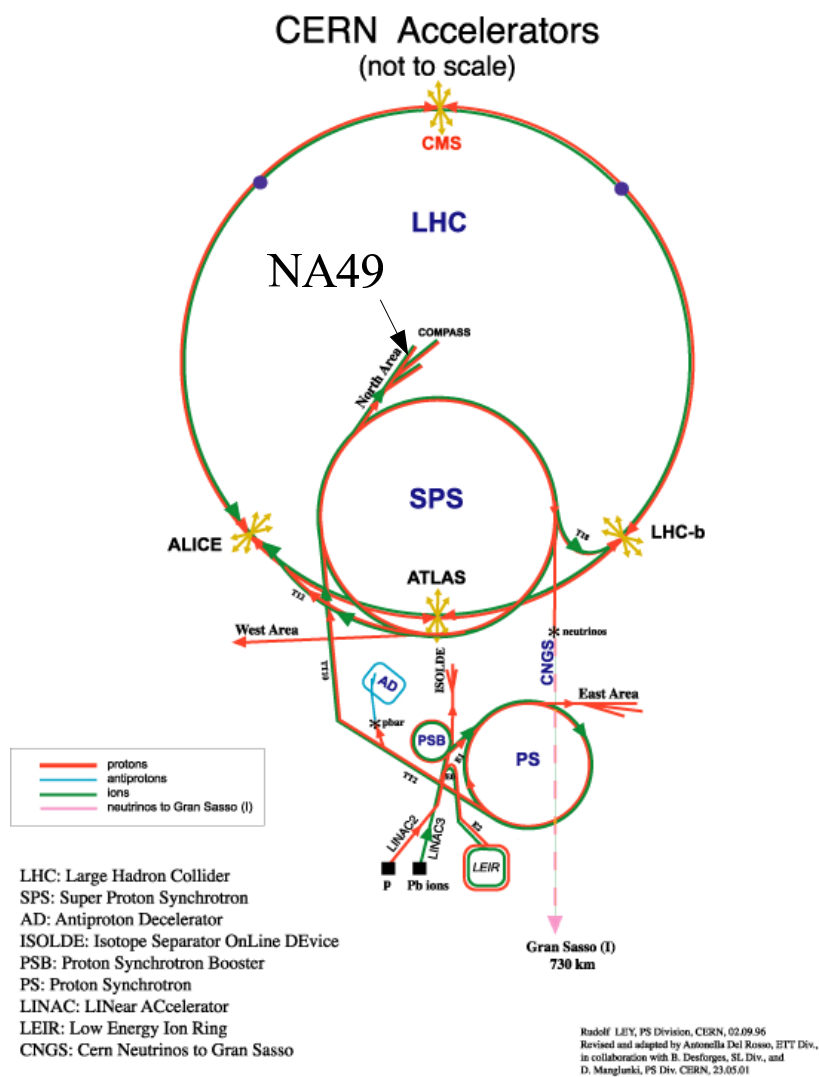 CERN Accelerators
(not to scale)
CMS
LHC
NA49
COMPASS
North Area
SPS
TI8
LHC-b
ALICE
ATLAS
TI2
West Area
neutrinos
CNGS
ISOLDE
TT10
AD
East Area
pbar
PSB
PS
E1
TT2
E0
protons
antiprotons
ions
neutrinos to Gran Sasso (I)
LINAC2
LINAC3
E2
LEIR
P
Pb ions
LHC: Large Hadron Collider
SPS: Super Proton Synchrotron
AD: Antiproton Decelerator
ISOLDE: Isotope Separator OnLine DEvice
PSB: Proton Synchrotron Booster
PS: Proton Synchrotron
LINAC: LINear ACcelerator
LEIR: Low Energy Ion Ring
CNGS: Cern Neutrinos to Gran Sasso
Gran Sasso (I)
730 km
Rudolf LEY, PS Division, CERN, 02.09.96
Revised and adapted by Antonella Del Rosso, ETT Div.,
in collaboration with B. Desforges, SL Div., and
D. Manglunki, PS Div. CERN, 23.05.01